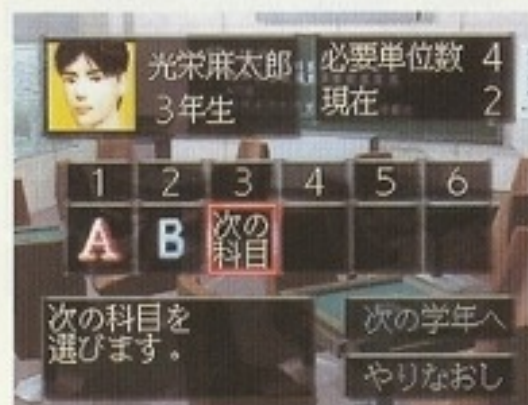 光栄麻太郎
3年生
必要単位数 4
現在 2
1 2 3 4 5 6
A B 次の科目
次の科目を
選びます。
次の学年へ
やりなおし